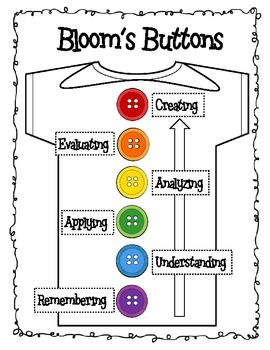 Bloom's Buttons
Creating
Evaluating
Analyzing
Applying
Understanding
Remembering